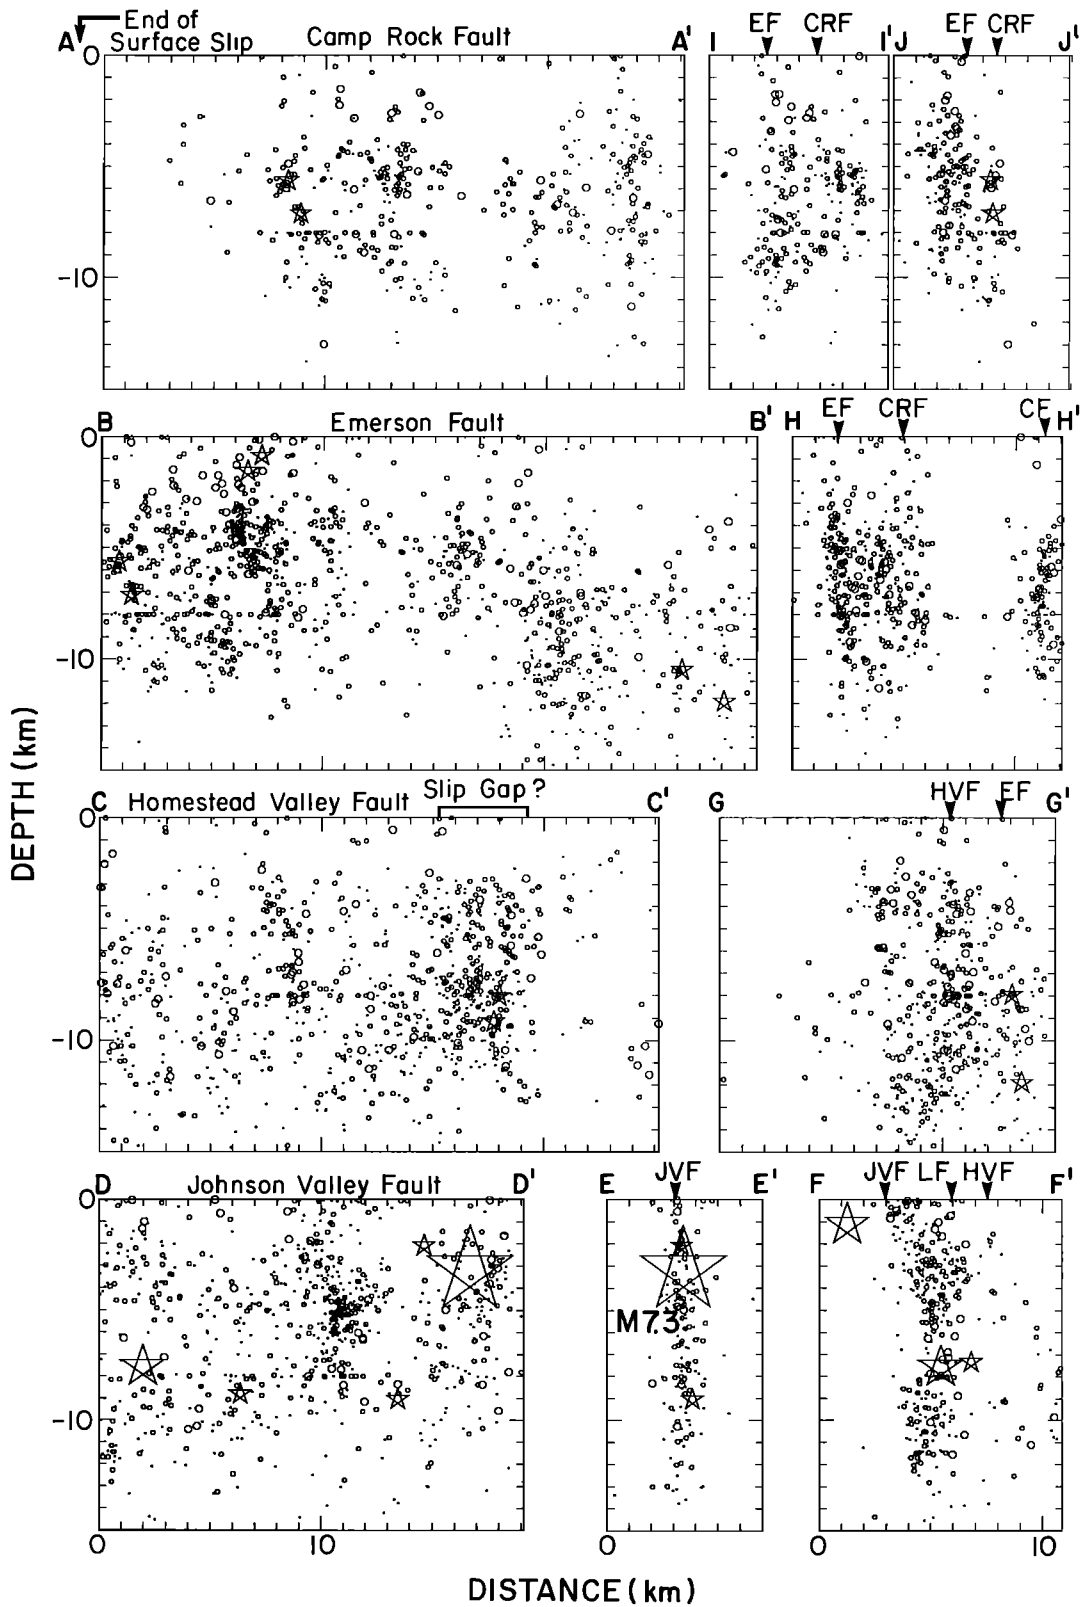 End of
Surface Slip
A Camp Rock Fault A'
I EF CRF I'
J EF CRF J'
0
-10
B Emerson Fault B'
H EF CRF CF H'
0
-10
C Homestead Valley Fault Slip Gap? C'
G HVF EF G'
0
-10
D Johnson Valley Fault D'
E JVF E'
F JVF LF HVF F'
0
M7.3
-10
0 10
0
0 10
DEPTH (km)
DISTANCE (km)